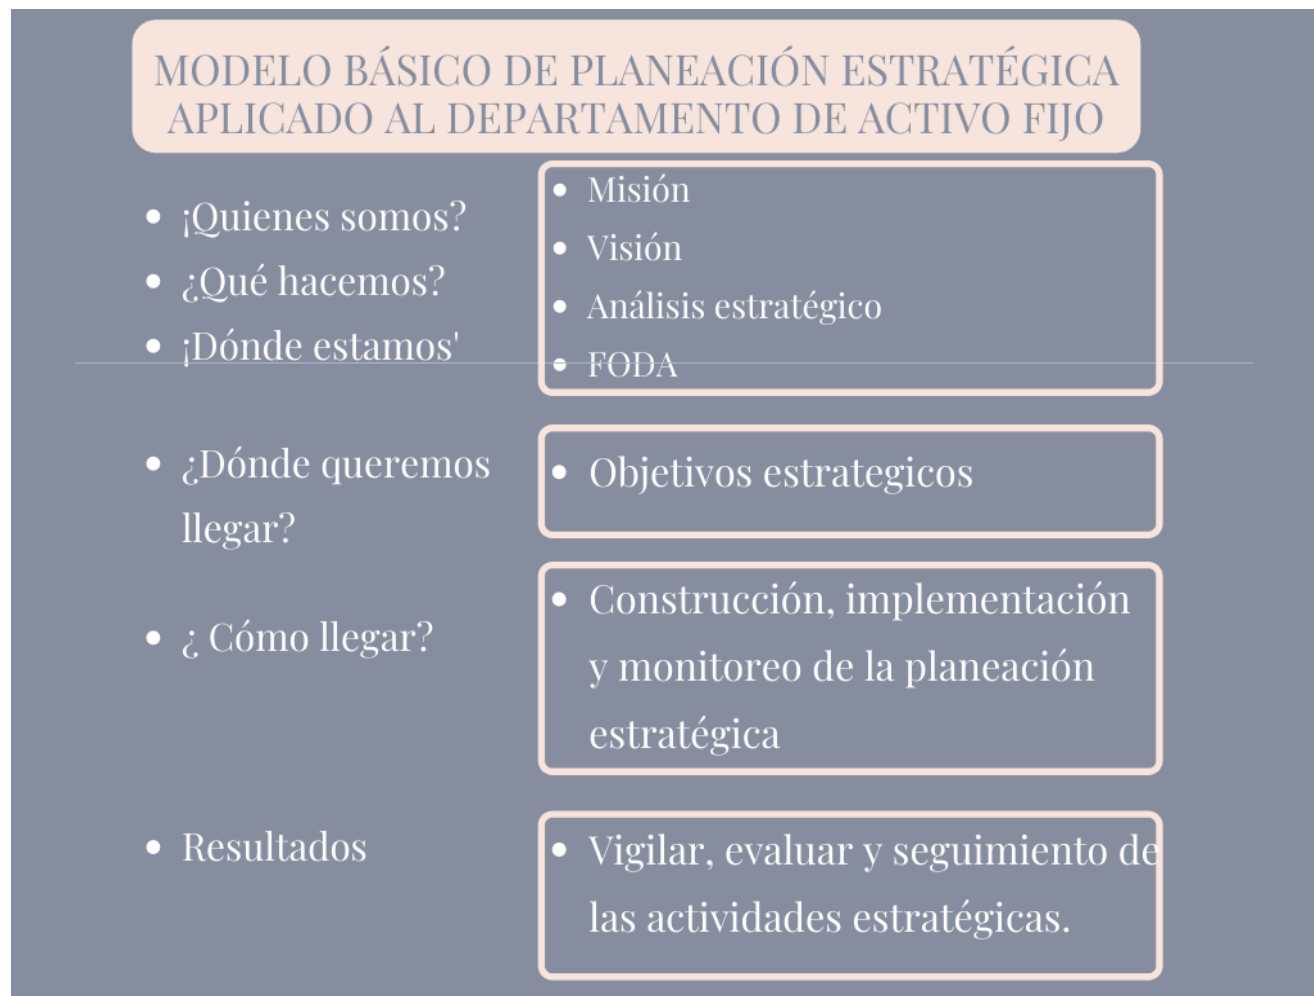 MODELO BÁSICO DE PLANEACIÓN ESTRATÉGICA
APLICADO AL DEPARTAMENTO DE ACTIVO FIJO
• ¡Quienes somos?
• ¿Qué hacemos?
• ¡Dónde estamos'
• Misión
• Visión
• Análisis estratégico
• FODA
• ¿Dónde queremos
llegar?
• Objetivos estrategicos
• ¿ Cómo llegar?
• Construcción, implementación
y monitoreo de la planeación
estratégica
• Resultados
• Vigilar, evaluar y seguimiento de
las actividades estratégicas.